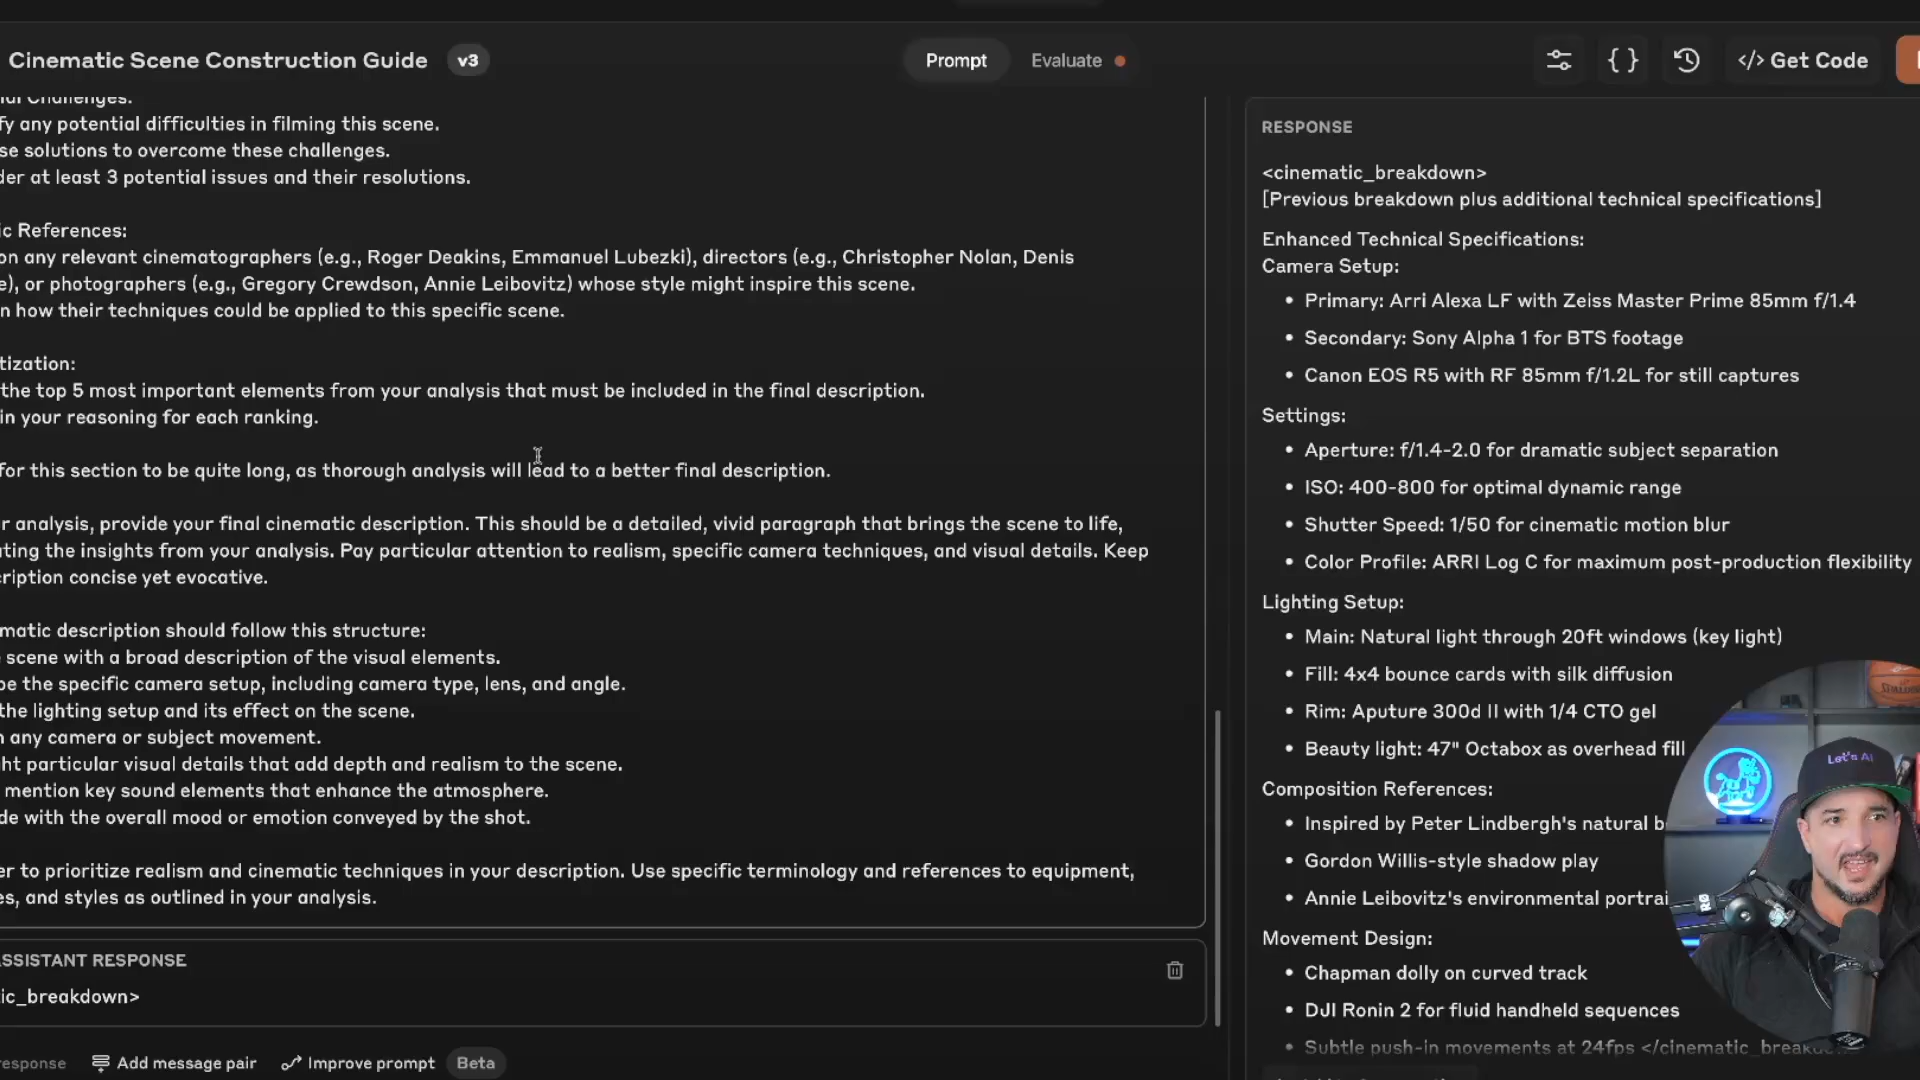 Cinematic Scene Construction Guide v3
Prompt Evaluate
</> Get Code
Challenges:
fy any potential difficulties in filming this scene.
se solutions to overcome these challenges.
der at least 3 potential issues and their resolutions.
ic References:
on any relevant cinematographers (e.g., Roger Deakins, Emmanuel Lubezki), directors (e.g., Christopher Nolan, Denis
e), or photographers (e.g., Gregory Crewdson, Annie Leibovitz) whose style might inspire this scene.
n how their techniques could be applied to this specific scene.
tization:
the top 5 most important elements from your analysis that must be included in the final description.
in your reasoning for each ranking.
for this section to be quite long, as thorough analysis will lead to a better final description.
r analysis, provide your final cinematic description. This should be a detailed, vivid paragraph that brings the scene to life,
ting the insights from your analysis. Pay particular attention to realism, specific camera techniques, and visual details. Keep
cription concise yet evocative.
matic description should follow this structure:
scene with a broad description of the visual elements.
be the specific camera setup, including camera type, lens, and angle.
the lighting setup and its effect on the scene.
n any camera or subject movement.
ht particular visual details that add depth and realism to the scene.
mention key sound elements that enhance the atmosphere.
de with the overall mood or emotion conveyed by the shot.
er to prioritize realism and cinematic techniques in your description. Use specific terminology and references to equipment,
es, and styles as outlined in your analysis.
SSISTANT RESPONSE
ic_breakdown>
response Add message pair Improve prompt Beta
RESPONSE
<cinematic_breakdown>
[Previous breakdown plus additional technical specifications]
Enhanced Technical Specifications:
Camera Setup:
• Primary: Arri Alexa LF with Zeiss Master Prime 85mm f/1.4
• Secondary: Sony Alpha 1 for BTS footage
• Canon EOS R5 with RF 85mm f/1.2L for still captures
Settings:
• Aperture: f/1.4-2.0 for dramatic subject separation
• ISO: 400-800 for optimal dynamic range
• Shutter Speed: 1/50 for cinematic motion blur
• Color Profile: ARRI Log C for maximum post-production flexibility
Lighting Setup:
• Main: Natural light through 20ft windows (key light)
• Fill: 4x4 bounce cards with silk diffusion
• Rim: Aputure 300d II with 1/4 CTO gel
• Beauty light: 47" Octabox as overhead fill
Composition References:
• Inspired by Peter Lindbergh's natural b
• Gordon Willis-style shadow play
• Annie Leibovitz's environmental portrai
Movement Design:
• Chapman dolly on curved track
• DJI Ronin 2 for fluid handheld sequences
• Subtle push-in movements at 24fps </cinematic_breakd
Let's AI